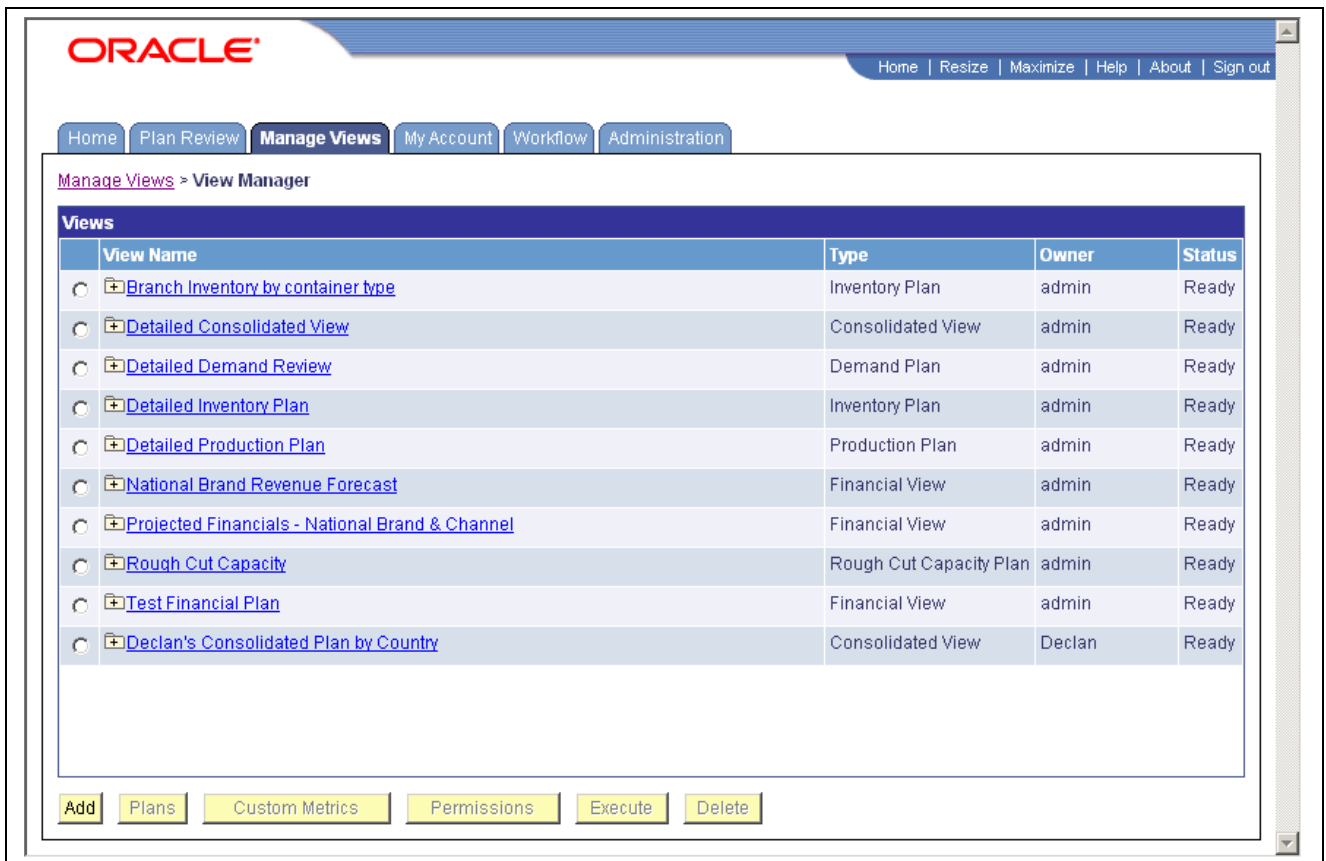 ORACLE
Home | Resize | Maximize | Help | About | Sign out
Home Plan Review Manage Views My Account Workflow Administration
Manage Views > View Manager
Views
View Name Type Owner Status
Branch Inventory by container type Inventory Plan admin Ready
Detailed Consolidated View Consolidated View admin Ready
Detailed Demand Review Demand Plan admin Ready
Detailed Inventory Plan Inventory Plan admin Ready
Detailed Production Plan Production Plan admin Ready
National Brand Revenue Forecast Financial View admin Ready
Projected Financials - National Brand & Channel Financial View admin Ready
Rough Cut Capacity Rough Cut Capacity Plan admin Ready
Test Financial Plan Financial View admin Ready
Declan's Consolidated Plan by Country Consolidated View Declan Ready
Add Plans Custom Metrics Permissions Execute Delete